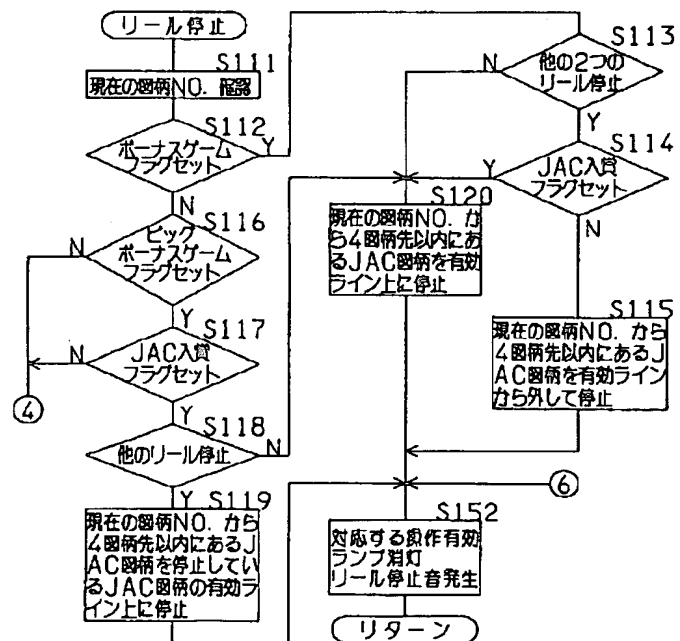 リール停止
S111
現在の図柄NO. 確認
S112
ボーナスゲーム
フラグセット
Y
N
S116
ビック
ボーナスゲーム
フラグセット
N
Y
S117
JAC入賞
フラグセット
N
Y
④
S118
他のリール停止
N
Y
S119
現在の図柄NO. から
4図柄先以内にあるJ
AC図柄を停止してい
るJAC図柄の有効ラ
イン上に停止
S113
他の2つの
リール停止
N
Y
S114
JAC入賞
フラグセット
Y
N
S120
現在の図柄NO. か
ら4図柄先以内にあ
るJAC図柄を有効
ライン上に停止
S115
現在の図柄NO. から
4図柄先以内にあるJ
AC図柄を有効ライン
から外して停止
⑥
S152
対応する操作有効
ランプ消灯
リール停止音発生
リターン